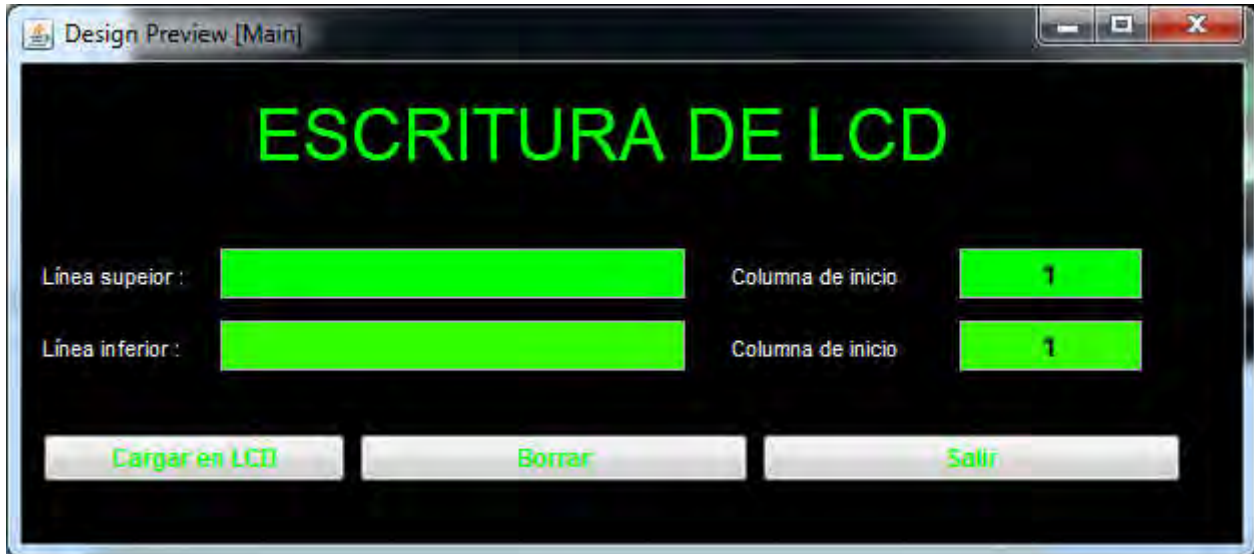 Design Preview [Main]
ESCRITURA DE LCD
Línea supeior : Columna de inicio 1
Línea inferior : Columna de inicio 1
Cargar en LCD Borrar Salir